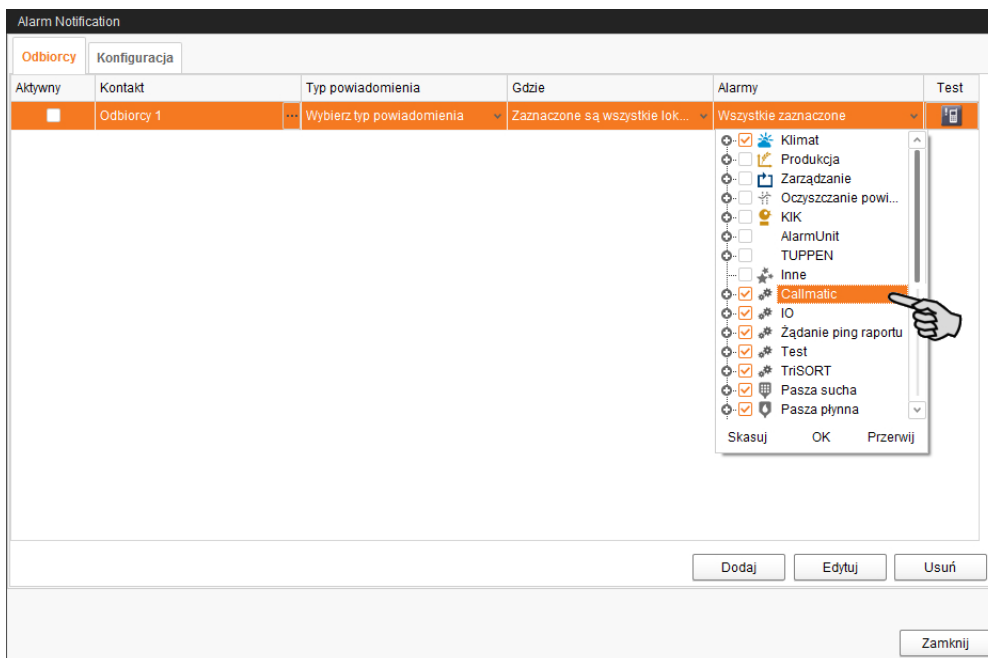 Alarm Notification
Odbiorcy Konfiguracja
Aktywny Kontakt Typ powiadomienia Gdzie Alarmy Test
Odbiorcy 1 ... Wybierz typ powiadomienia Zaznaczone są wszystkie lok... Wszystkie zaznaczone
Klimat
Produkcja
Zarządzanie
Oczyszczanie powi...
KIK
AlarmUnit
TUPPEN
Inne
Callmatic
IO
Żądanie ping raportu
Test
TriSORT
Pasza sucha
Pasza płynna
Skasuj OK Przerwij
Dodaj Edytuj Usuń
Zamknij